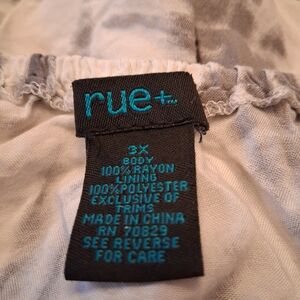 rue+™
3X
BODY
100% RAYON
LINING
100% POLYESTER
EXCLUSIVE OF
TRIMS
MADE IN CHINA
RN 70829
SEE REVERSE
FOR CARE